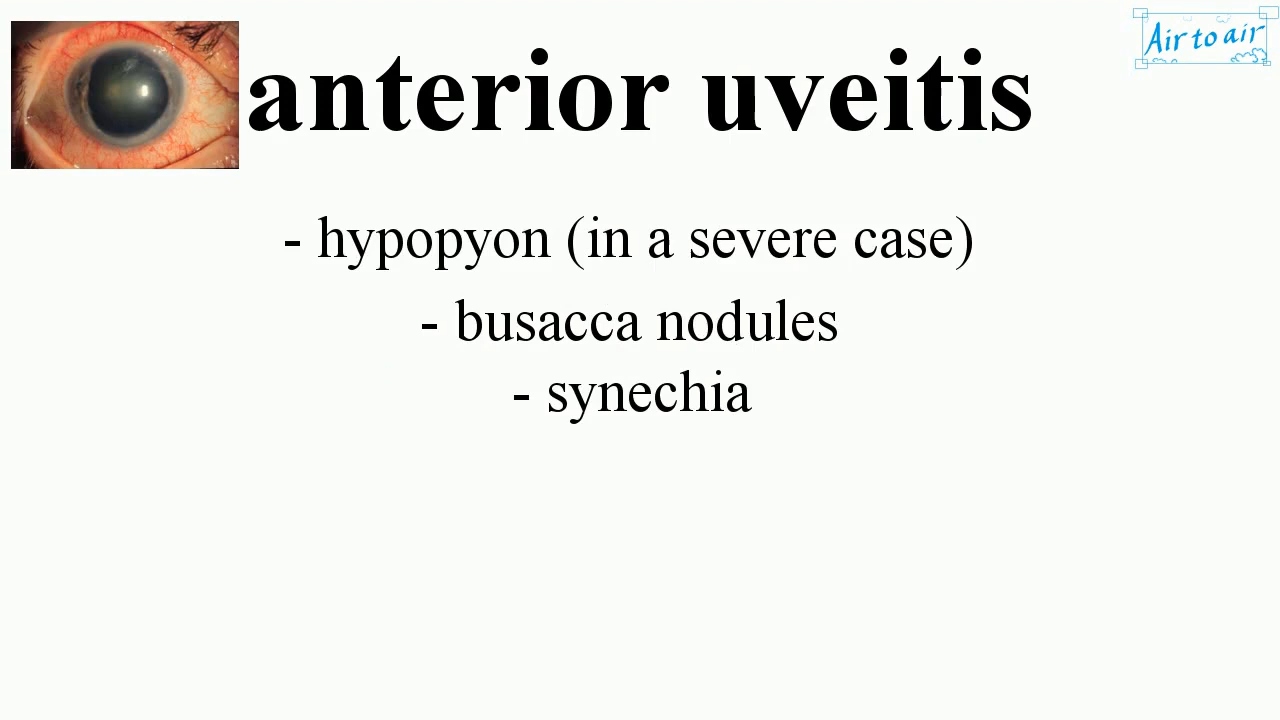 Air to air
anterior uveitis
- hypopyon (in a severe case)
- busacca nodules
- synechia